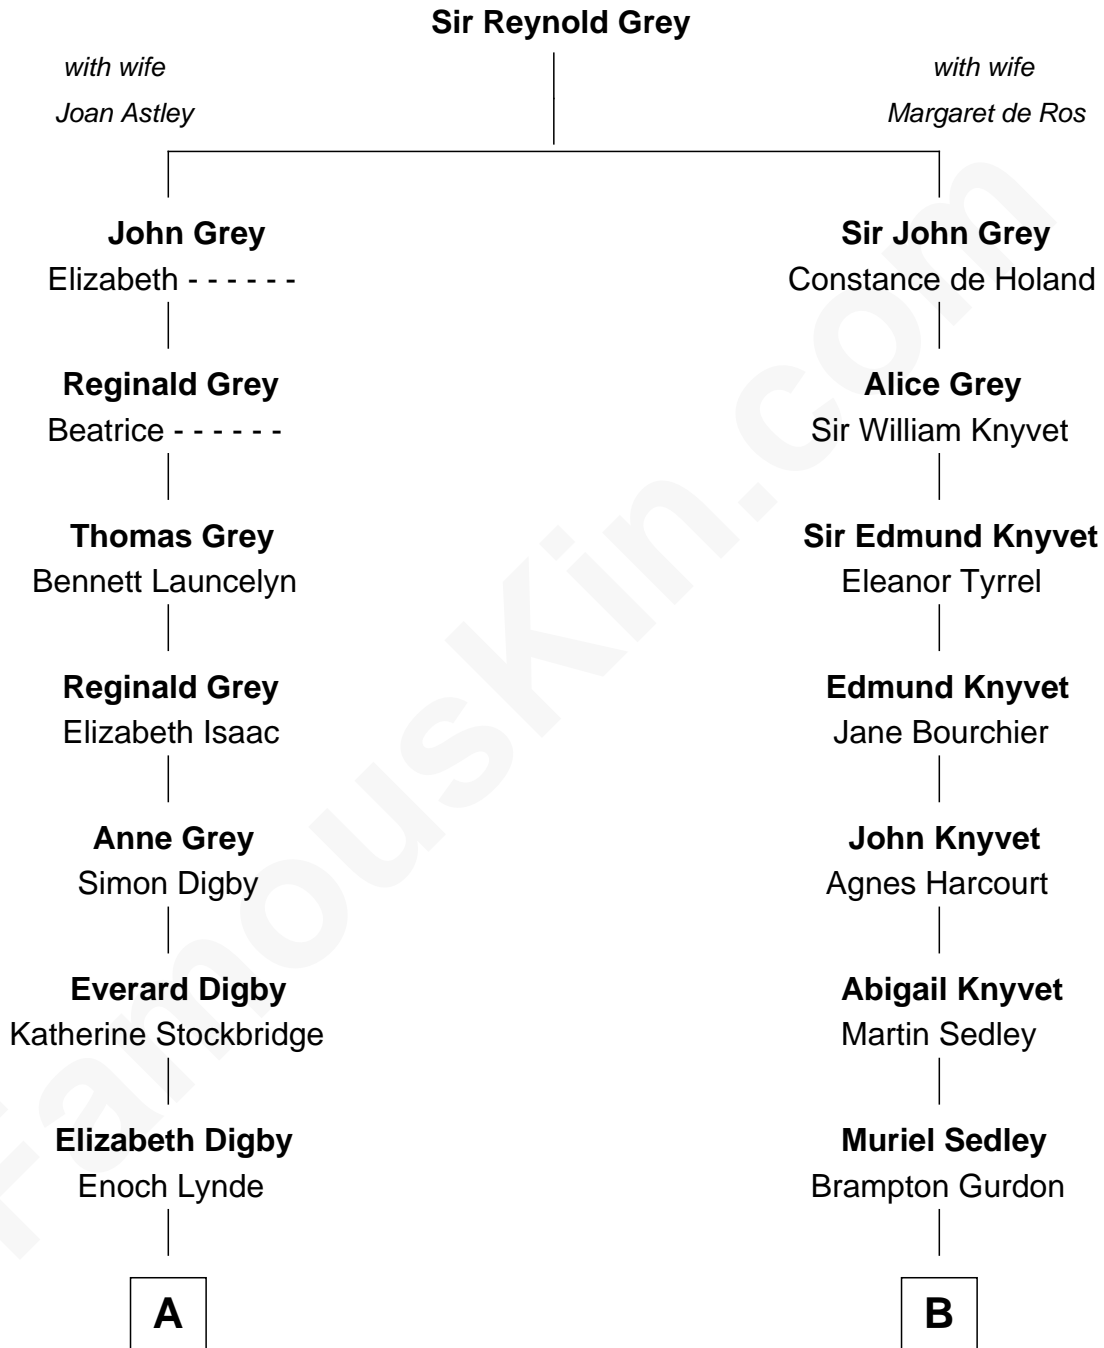 Sir Reynold Grey
with wife
Joan Astley
with wife
Margaret de Ros
John Grey
Elizabeth - - - - - -
Sir John Grey
Constance de Holand
Reginald Grey
Beatrice - - - - - -
Alice Grey
Sir William Knyvet
Thomas Grey
Bennett Launcelyn
Sir Edmund Knyvet
Eleanor Tyrrel
Reginald Grey
Elizabeth Isaac
Edmund Knyvet
Jane Bourchier
Anne Grey
Simon Digby
John Knyvet
Agnes Harcourt
Everard Digby
Katherine Stockbridge
Abigail Knyvet
Martin Sedley
Elizabeth Digby
Enoch Lynde
Muriel Sedley
Brampton Gurdon
A
B
FamousKin.com